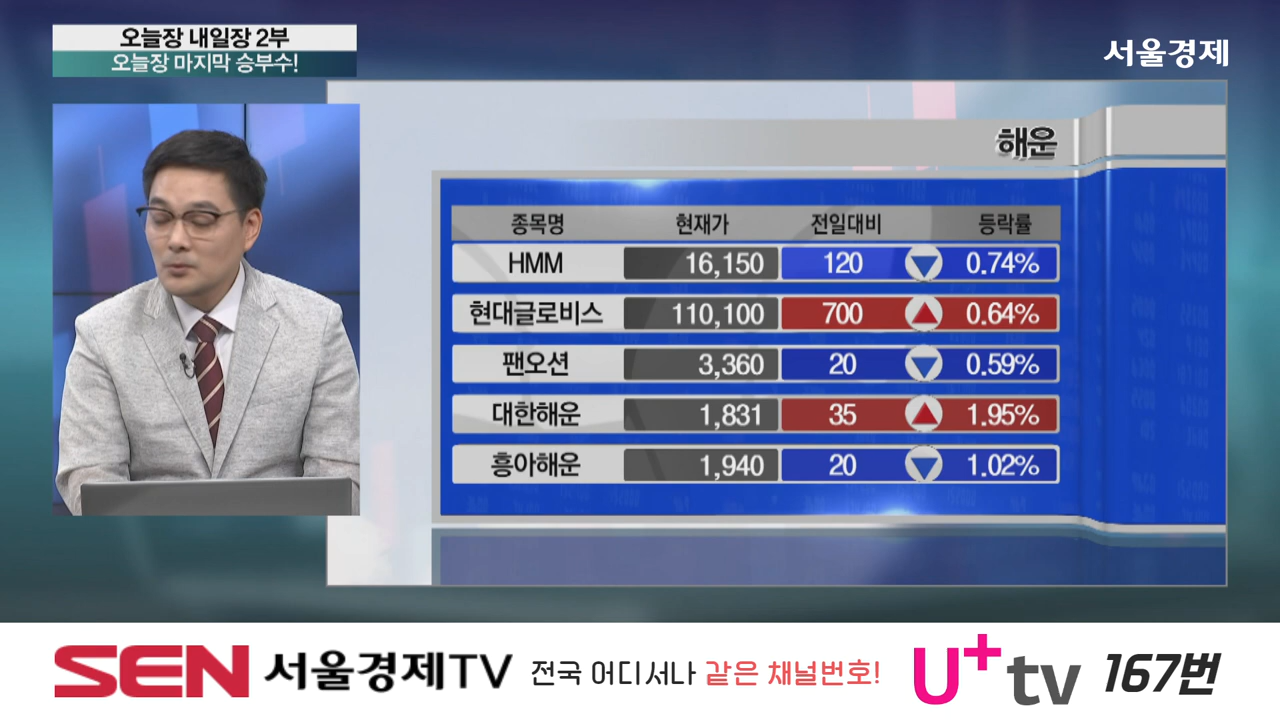 오늘장 내일장 2부
오늘장 마지막 승부수!
서울경제
해운
종목명 현재가 전일대비 등락률
HMM 16,150 120 ▼ 0.74%
현대글로비스 110,100 700 ▲ 0.64%
팬오션 3,360 20 ▼ 0.59%
대한해운 1,831 35 ▲ 1.95%
흥아해운 1,940 20 ▼ 1.02%
SEN 서울경제TV 전국 어디서나 같은 채널번호! U+tv 167번